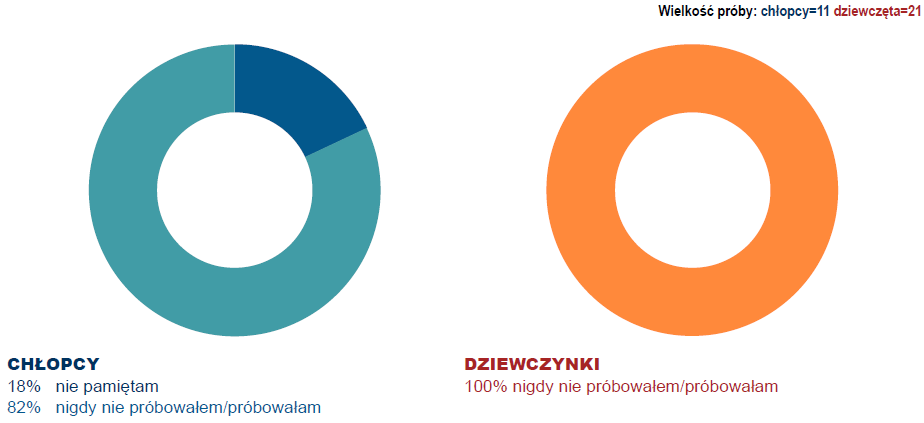 Wielkość próby: chłopcy=11 dziewczęta=21
CHŁOPCY
18% nie pamiętam
82% nigdy nie próbowałem/próbowałam
DZIEWCZYNKI
100% nigdy nie próbowałem/próbowałam